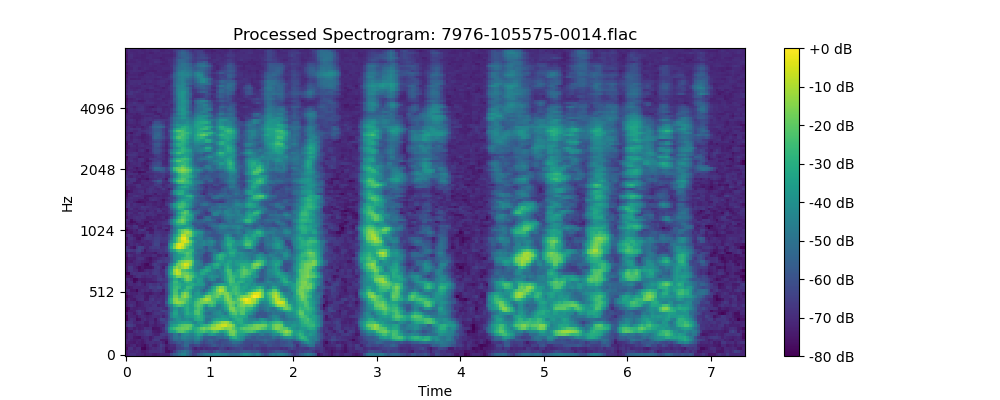 Processed Spectrogram: 7976-105575-0014.flac
Hz
4096
2048
1024
512
0
0 1 2 3 4 5 6 7
Time
+0 dB
-10 dB
-20 dB
-30 dB
-40 dB
-50 dB
-60 dB
-70 dB
-80 dB